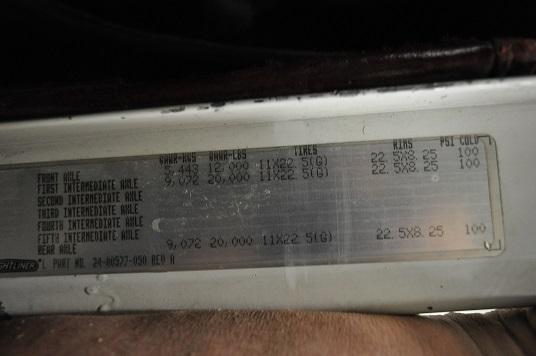 GAWR-KGS GAWR-LBS TIRES RIMS PSI COLD
FRONT AXLE 5,443 12,000 11X22.5(G) 22.5X8.25 100
FIRST INTERMEDIATE AXLE 9,072 20,000 11X22.5(G) 22.5X8.25 100
SECOND INTERMEDIATE AXLE
THIRD INTERMEDIATE AXLE
FOURTH INTERMEDIATE AXLE
FIFTH INTERMEDIATE AXLE
REAR AXLE 9,072 20,000 11X22.5(G) 22.5X8.25 100
GHTLINER *L PART NO. 24-00577-050 REV A